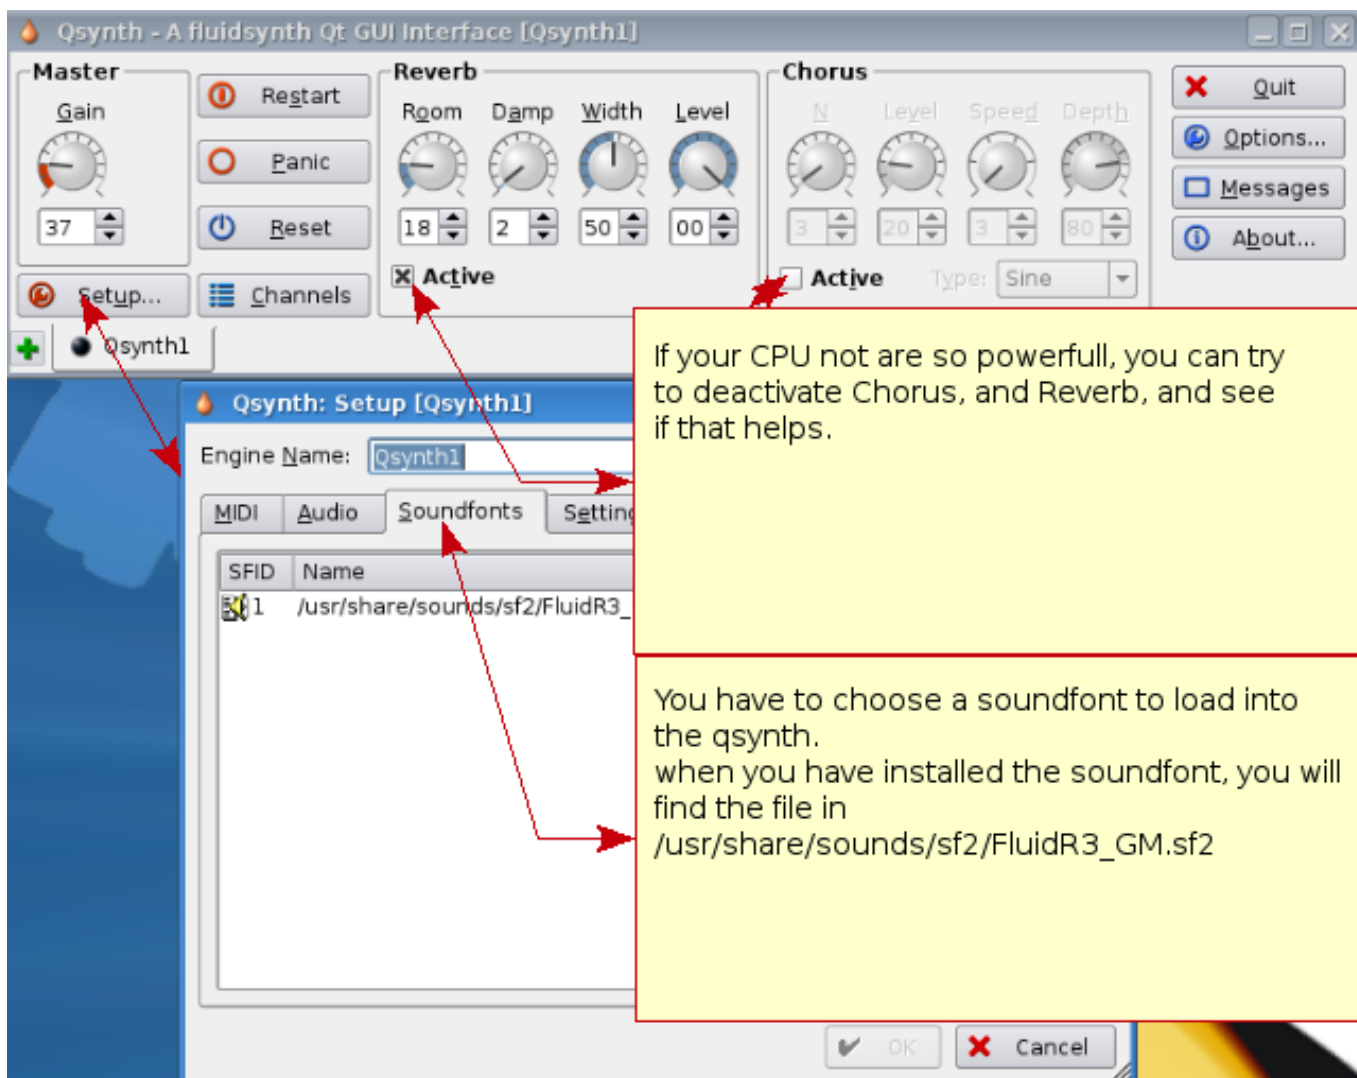 Qsynth - A fluidsynth Qt GUI Interface [Qsynth1]
Master
Reverb
Chorus
Gain
Restart
Room Damp Width Level
N Level Speed Depth
Quit
Options...
Panic
Messages
37
Reset
18 2 50 00
3 20 3 80
About...
Active
Active Type: Sine
Setup...
Channels
Qsynth1
If your CPU not are so powerfull, you can try
to deactivate Chorus, and Reverb, and see
if that helps.
Qsynth: Setup [Qsynth1]
Engine Name: Qsynth1
MIDI Audio Soundfonts Setting
SFID Name
1 /usr/share/sounds/sf2/FluidR3_
You have to choose a soundfont to load into
the qsynth.
when you have installed the soundfont, you will
find the file in
/usr/share/sounds/sf2/FluidR3_GM.sf2
OK Cancel